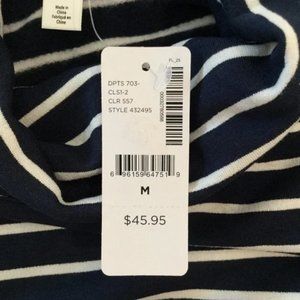 Made in
China
Fabriqué en
Chine
FL_25
DPTS 703-
CLS1-2
CLR 557
STYLE 432495
6 96159 64751 9
M
$45.95